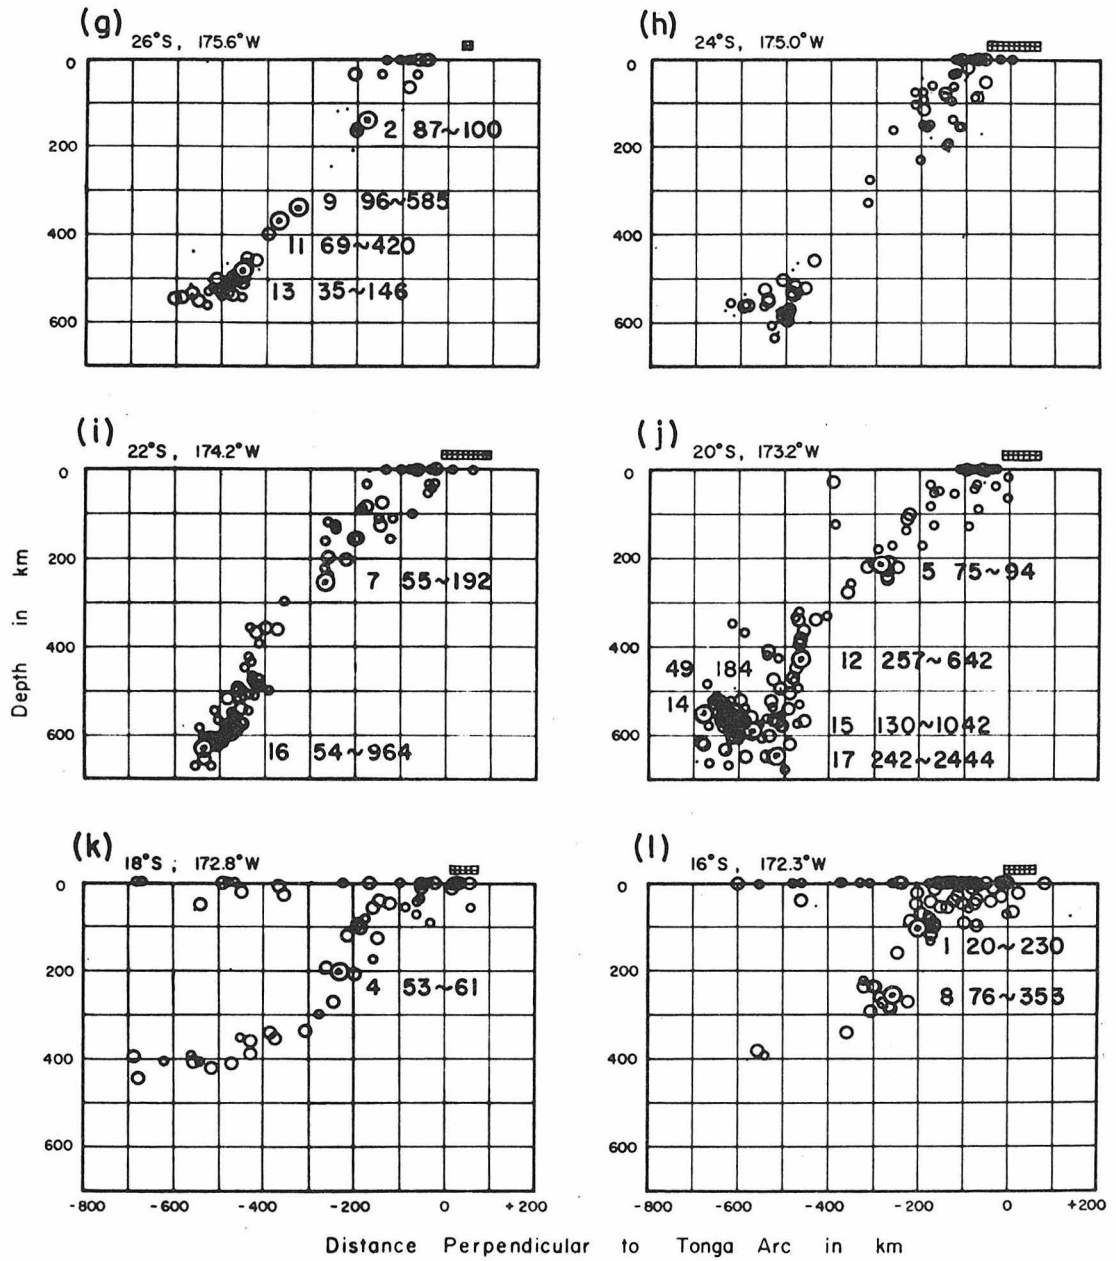 (g)
26°S, 175.6°W
0
200
400
600
2 87~100
9 96~585
11 69~420
13 35~146
(h)
24°S, 175.0°W
0
200
400
600
(i)
22°S, 174.2°W
0
200
400
600
7 55~192
16 54~964
(j)
20°S, 173.2°W
0
200
400
600
5 75~94
12 257~642
49 184
14
15 130~1042
17 242~2444
Depth in km
(k)
18°S, 172.8°W
0
200
400
600
4 53~61
-800 -600 -400 -200 0 +200
(l)
16°S, 172.3°W
0
200
400
600
1 20~230
8 76~353
-800 -600 -400 -200 0 +200
Distance Perpendicular to Tonga Arc in km